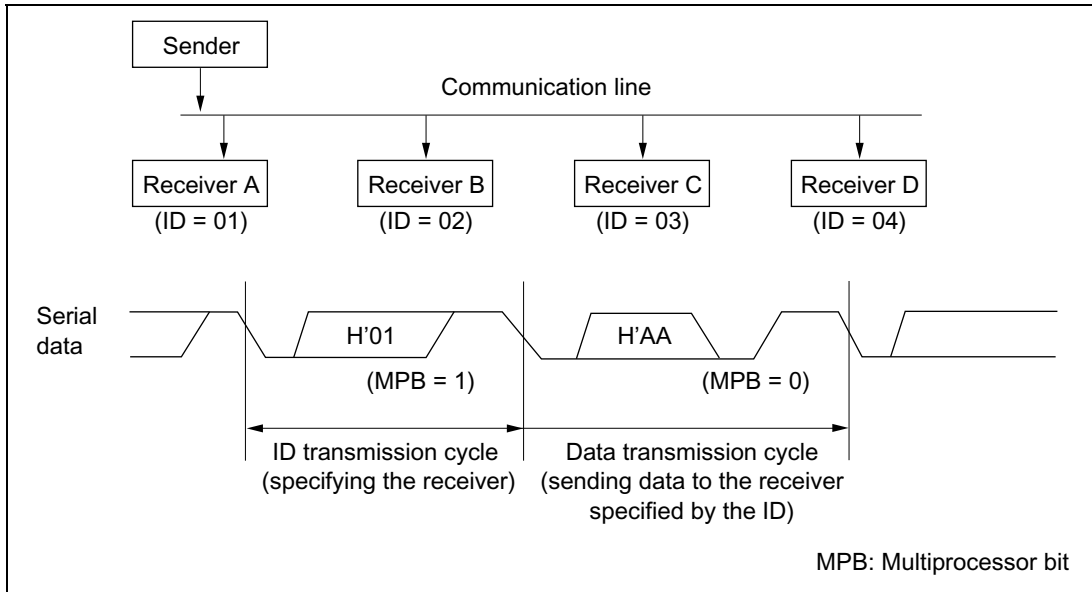 Sender
Communication line
Receiver A
Receiver B
Receiver C
Receiver D
(ID = 01)
(ID = 02)
(ID = 03)
(ID = 04)
Serial
data
H'01
H'AA
(MPB = 1)
(MPB = 0)
ID transmission cycle
(specifying the receiver)
Data transmission cycle
(sending data to the receiver
specified by the ID)
MPB: Multiprocessor bit